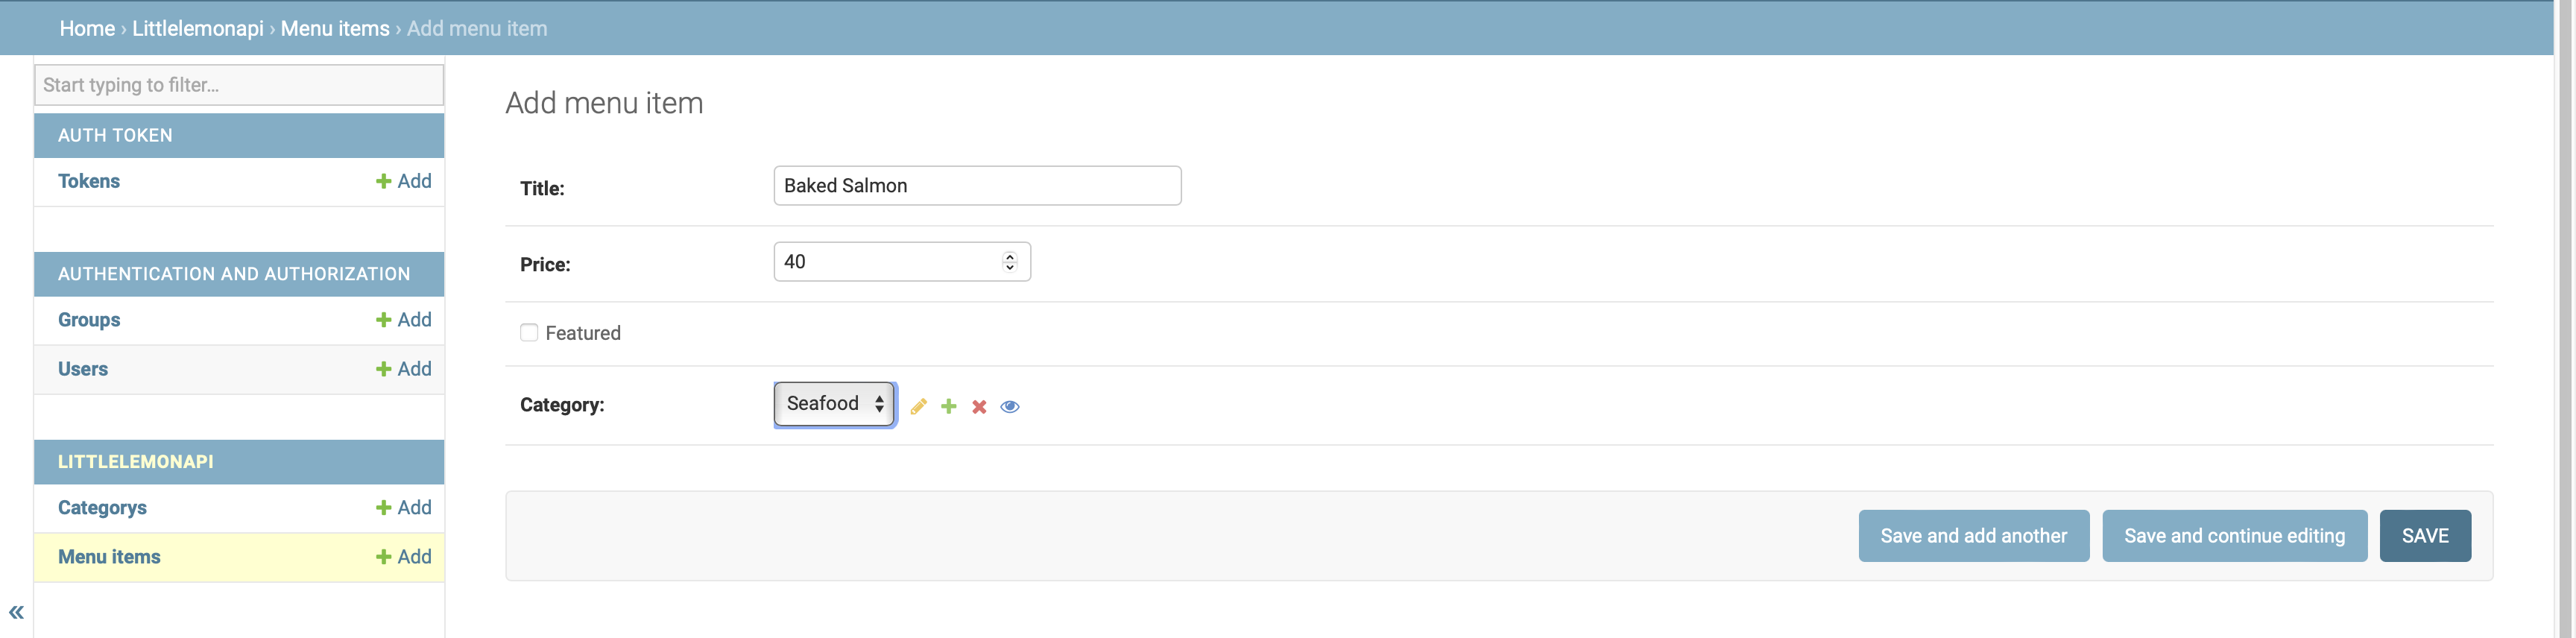 Home › Littlelemonapi › Menu items › Add menu item
Start typing to filter...
AUTH TOKEN
Tokens + Add
AUTHENTICATION AND AUTHORIZATION
Groups + Add
Users + Add
LITTLELEMONAPI
Categorys + Add
Menu items + Add
«
Add menu item
Title: Baked Salmon
Price: 40
Featured
Category: Seafood
Save and add another Save and continue editing SAVE